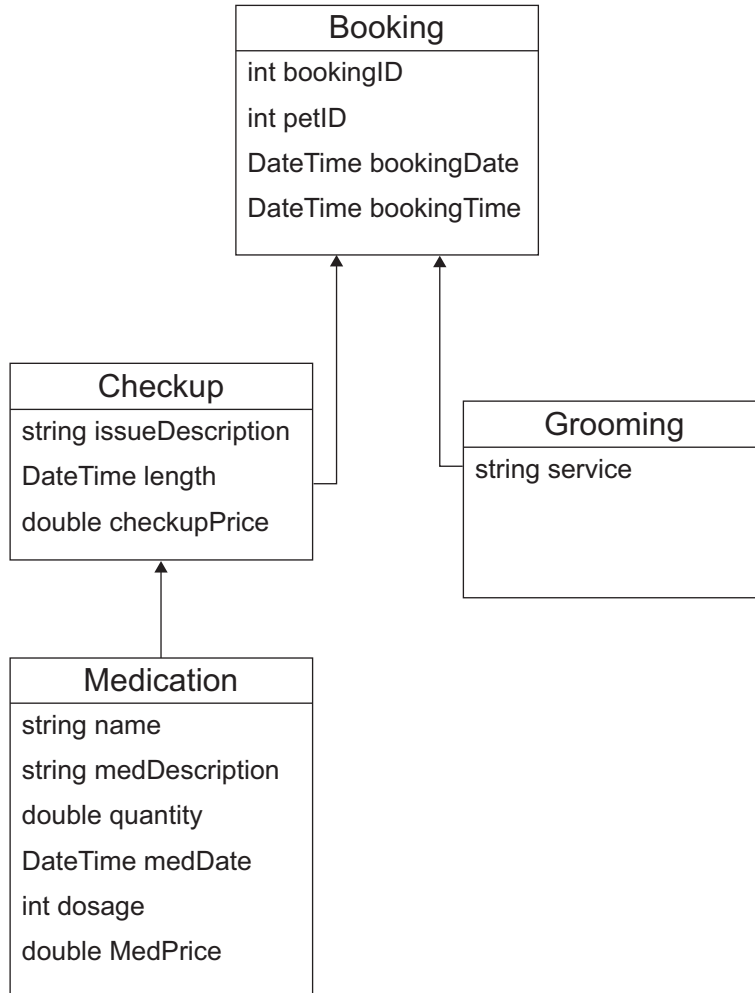 Booking
int bookingID
int petID
DateTime bookingDate
DateTime bookingTime
Checkup
string issueDescription
DateTime length
double checkupPrice
Grooming
string service
Medication
string name
string medDescription
double quantity
DateTime medDate
int dosage
double MedPrice